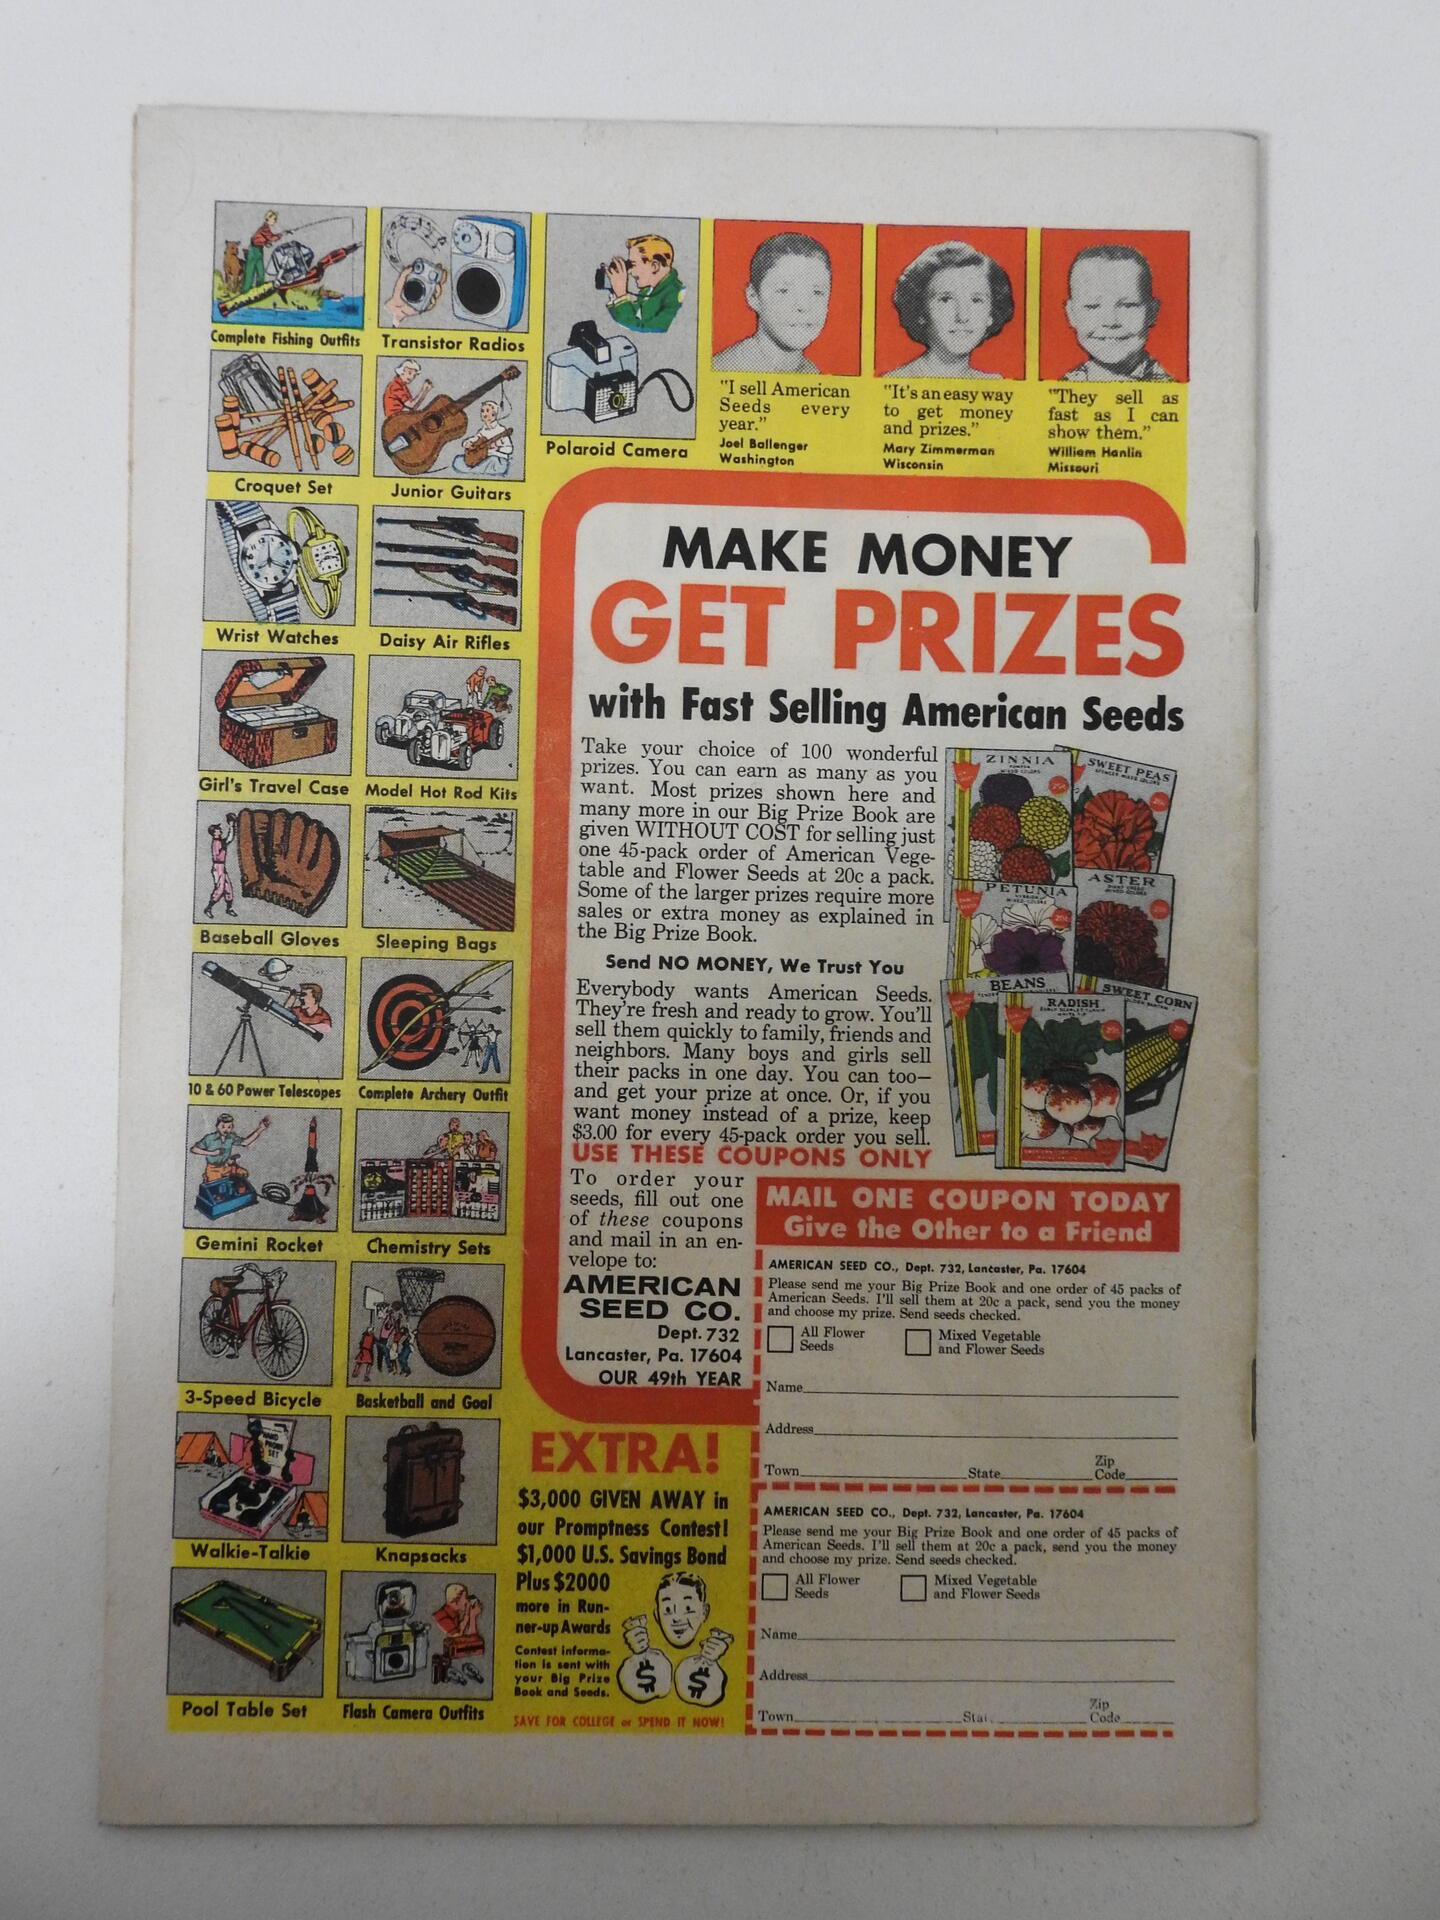 Complete Fishing Outfits
Transistor Radios
Croquet Set
Junior Guitars
Polaroid Camera
Wrist Watches
Daisy Air Rifles
Girl's Travel Case
Model Hot Rod Kits
Baseball Gloves
Sleeping Bags
10 & 60 Power Telescopes
Complete Archery Outfit
Gemini Rocket
Chemistry Sets
3-Speed Bicycle
Basketball and Goal
Walkie-Talkie
Knapsacks
Pool Table Set
Flash Camera Outfits
"I sell American
Seeds every
year."
Joel Ballenger
Washington
"It's an easy way
to get money
and prizes."
Mary Zimmerman
Wisconsin
"They sell as
fast as I can
show them."
William Hanlin
Missouri
MAKE MONEY
GET PRIZES
with Fast Selling American Seeds
Take your choice of 100 wonderful
prizes. You can earn as many as you
want. Most prizes shown here and
many more in our Big Prize Book are
given WITHOUT COST for selling just
one 45-pack order of American Vege-
table and Flower Seeds at 20c a pack.
Some of the larger prizes require more
sales or extra money as explained in
the Big Prize Book.
Send NO MONEY, We Trust You
Everybody wants American Seeds.
They're fresh and ready to grow. You'll
sell them quickly to family, friends and
neighbors. Many boys and girls sell
their packs in one day. You can too—
and get your prize at once. Or, if you
want money instead of a prize, keep
$3.00 for every 45-pack order you sell.
USE THESE COUPONS ONLY
To order your
seeds, fill out one
of these coupons
and mail in an en-
velope to:
AMERICAN
SEED CO.
Dept. 732
Lancaster, Pa. 17604
OUR 49th YEAR
ZINNIA
SWEET PEAS
PETUNIA
ASTER
BEANS
RADISH
SWEET CORN
MAIL ONE COUPON TODAY
Give the Other to a Friend
AMERICAN SEED CO., Dept. 732, Lancaster, Pa. 17604
Please send me your Big Prize Book and one order of 45 packs of
American Seeds. I'll sell them at 20c a pack, send you the money
and choose my prize. Send seeds checked.
All Flower
Seeds
Mixed Vegetable
and Flower Seeds
Name
Address
Town State Zip
Code
AMERICAN SEED CO., Dept. 732, Lancaster, Pa. 17604
Please send me your Big Prize Book and one order of 45 packs of
American Seeds. I'll sell them at 20c a pack, send you the money
and choose my prize. Send seeds checked.
All Flower
Seeds
Mixed Vegetable
and Flower Seeds
Name
Address
Town State Zip
Code
EXTRA!
$3,000 GIVEN AWAY in
our Promptness Contest!
$1,000 U.S. Savings Bond
Plus $2000
more in Run-
ner-up Awards
Contest informa-
tion is sent with
your Big Prize
Book and Seeds.
$ $
SAVE FOR COLLEGE or SPEND IT NOW!